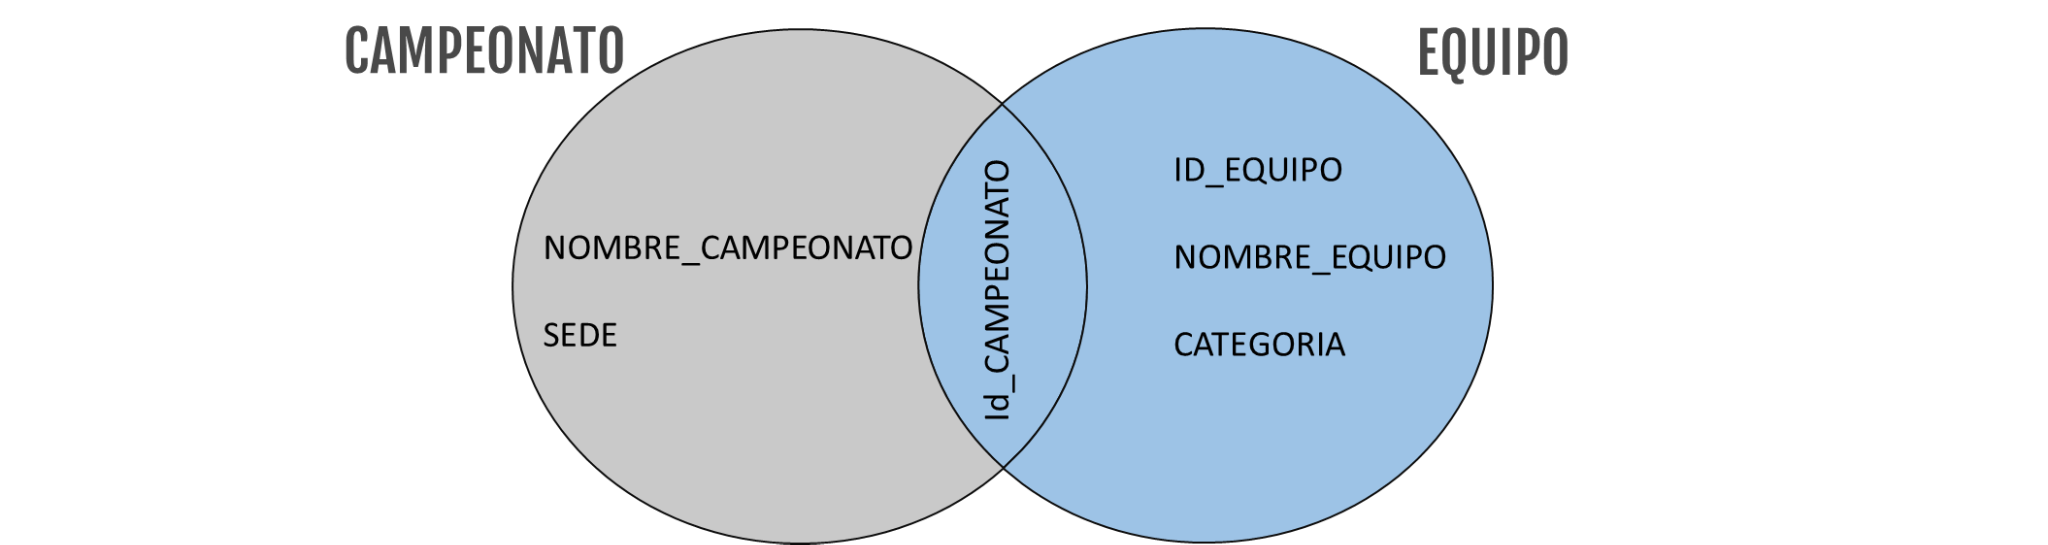 CAMPEONATO
EQUIPO
NOMBRE_CAMPEONATO
SEDE
Id_CAMPEONATO
ID_EQUIPO
NOMBRE_EQUIPO
CATEGORIA